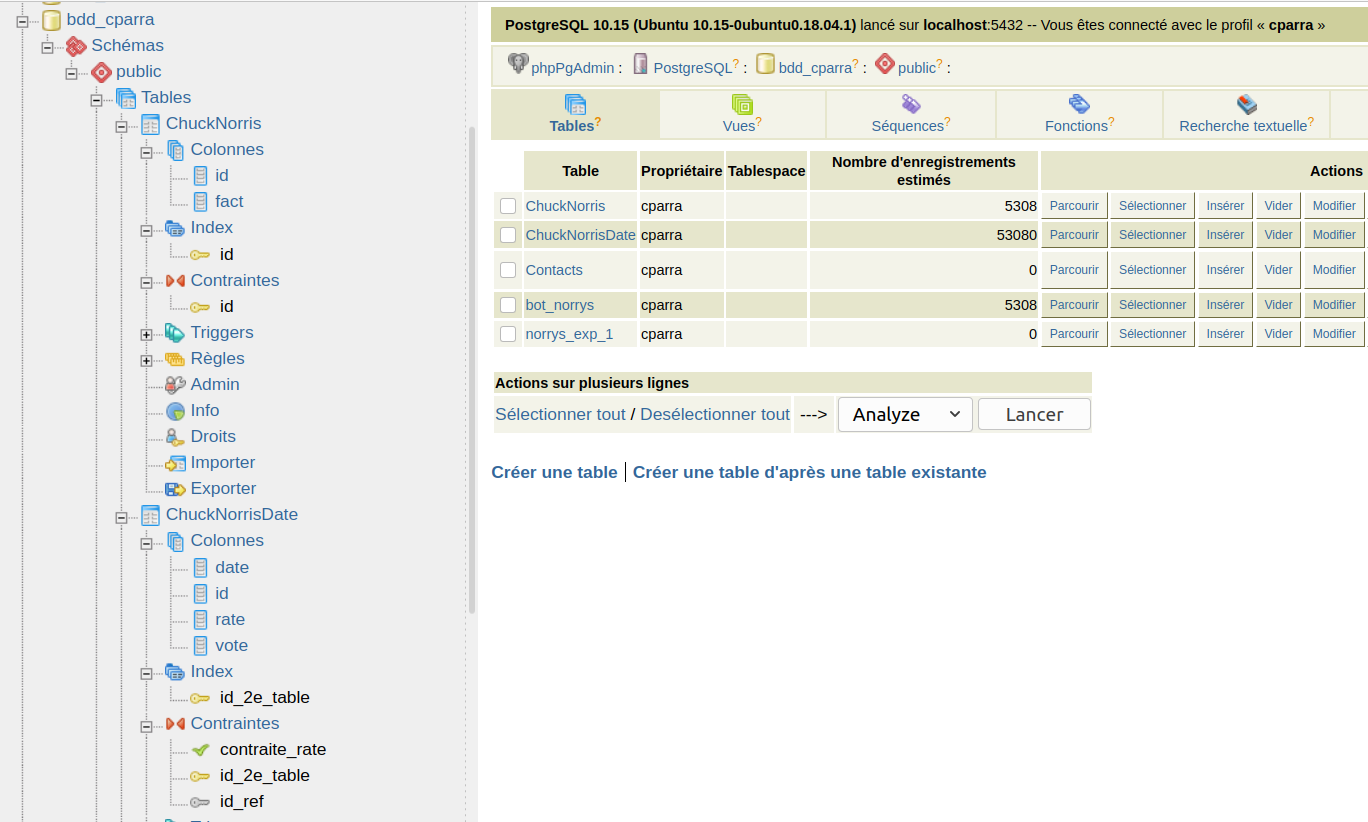 bdd_cparra
Schémas
public
Tables
ChuckNorris
Colonnes
id
fact
Index
id
Contraintes
id
Triggers
Règles
Admin
Info
Droits
Importer
Exporter
ChuckNorrisDate
Colonnes
date
id
rate
vote
Index
id_2e_table
Contraintes
contraite_rate
id_2e_table
id_ref
PostgreSQL 10.15 (Ubuntu 10.15-0ubuntu0.18.04.1) lancé sur localhost:5432 -- Vous êtes connecté avec le profil « cparra »
phpPgAdmin : PostgreSQL? : bdd_cparra? : public? :
Tables? Vues? Séquences? Fonctions? Recherche textuelle?
Table Propriétaire Tablespace Nombre d'enregistrements estimés Actions
ChuckNorris cparra 5308 Parcourir Sélectionner Insérer Vider Modifier
ChuckNorrisDate cparra 53080 Parcourir Sélectionner Insérer Vider Modifier
Contacts cparra 0 Parcourir Sélectionner Insérer Vider Modifier
bot_norrys cparra 5308 Parcourir Sélectionner Insérer Vider Modifier
norrys_exp_1 cparra 0 Parcourir Sélectionner Insérer Vider Modifier
Actions sur plusieurs lignes
Sélectionner tout / Desélectionner tout ---> Analyze Lancer
Créer une table | Créer une table d'après une table existante